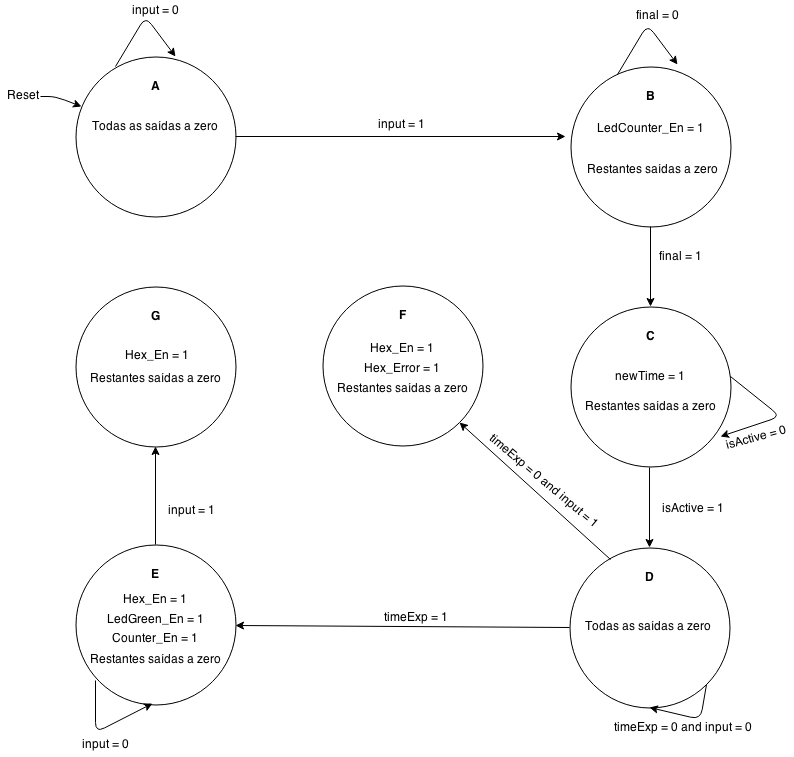 input = 0
A
Reset
Todas as saidas a zero
input = 1
final = 0
B
LedCounter_En = 1
Restantes saidas a zero
final = 1
G
Hex_En = 1
Restantes saidas a zero
F
Hex_En = 1
Hex_Error = 1
Restantes saidas a zero
C
newTime = 1
Restantes saidas a zero
isActive = 0
timeExp = 0 and input = 1
input = 1
isActive = 1
E
Hex_En = 1
LedGreen_En = 1
Counter_En = 1
Restantes saidas a zero
input = 0
timeExp = 1
D
Todas as saidas a zero
timeExp = 0 and input = 0